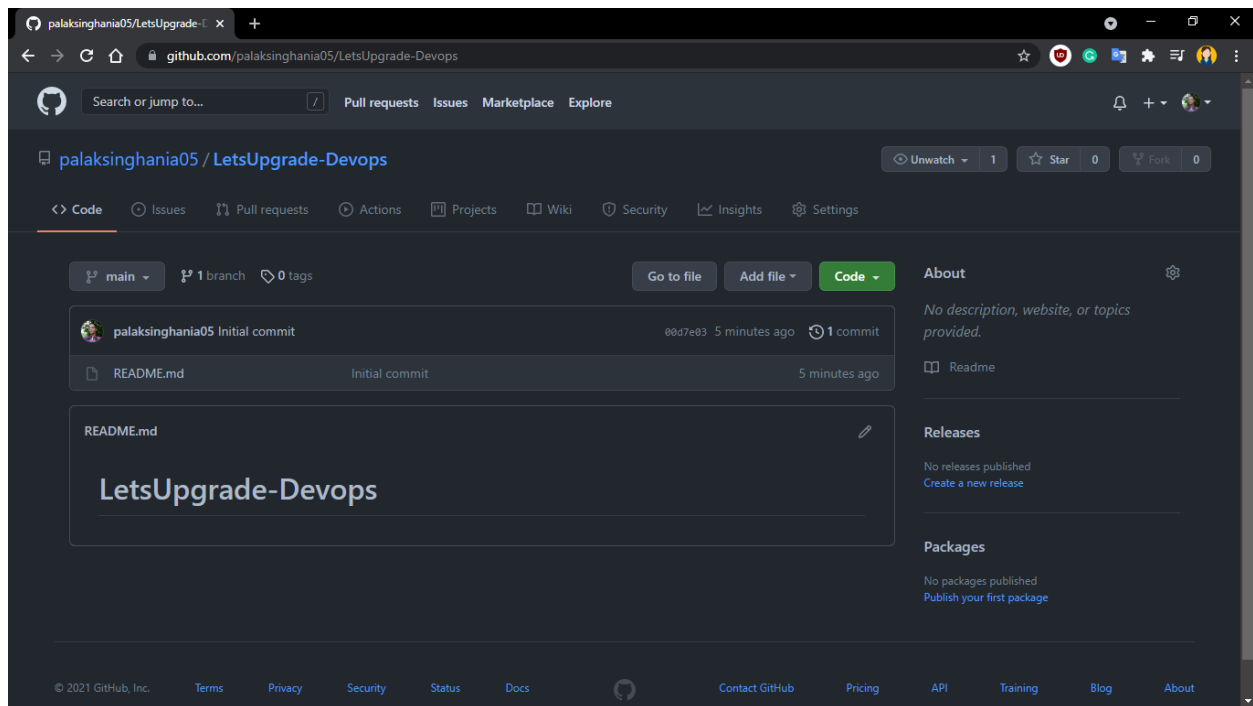 palaksinghania05/LetsUpgrade-D
github.com/palaksinghania05/LetsUpgrade-Devops
Search or jump to... / Pull requests Issues Marketplace Explore
palaksinghania05 / LetsUpgrade-Devops Unwatch 1 Star 0 Fork 0
<> Code Issues Pull requests Actions Projects Wiki Security Insights Settings
main 1 branch 0 tags Go to file Add file Code
palaksinghania05 Initial commit 00d7e03 5 minutes ago 1 commit
README.md Initial commit 5 minutes ago
README.md
LetsUpgrade-Devops
About
No description, website, or topics
provided.
Readme
Releases
No releases published
Create a new release
Packages
No packages published
Publish your first package
© 2021 GitHub, Inc. Terms Privacy Security Status Docs Contact GitHub Pricing API Training Blog About